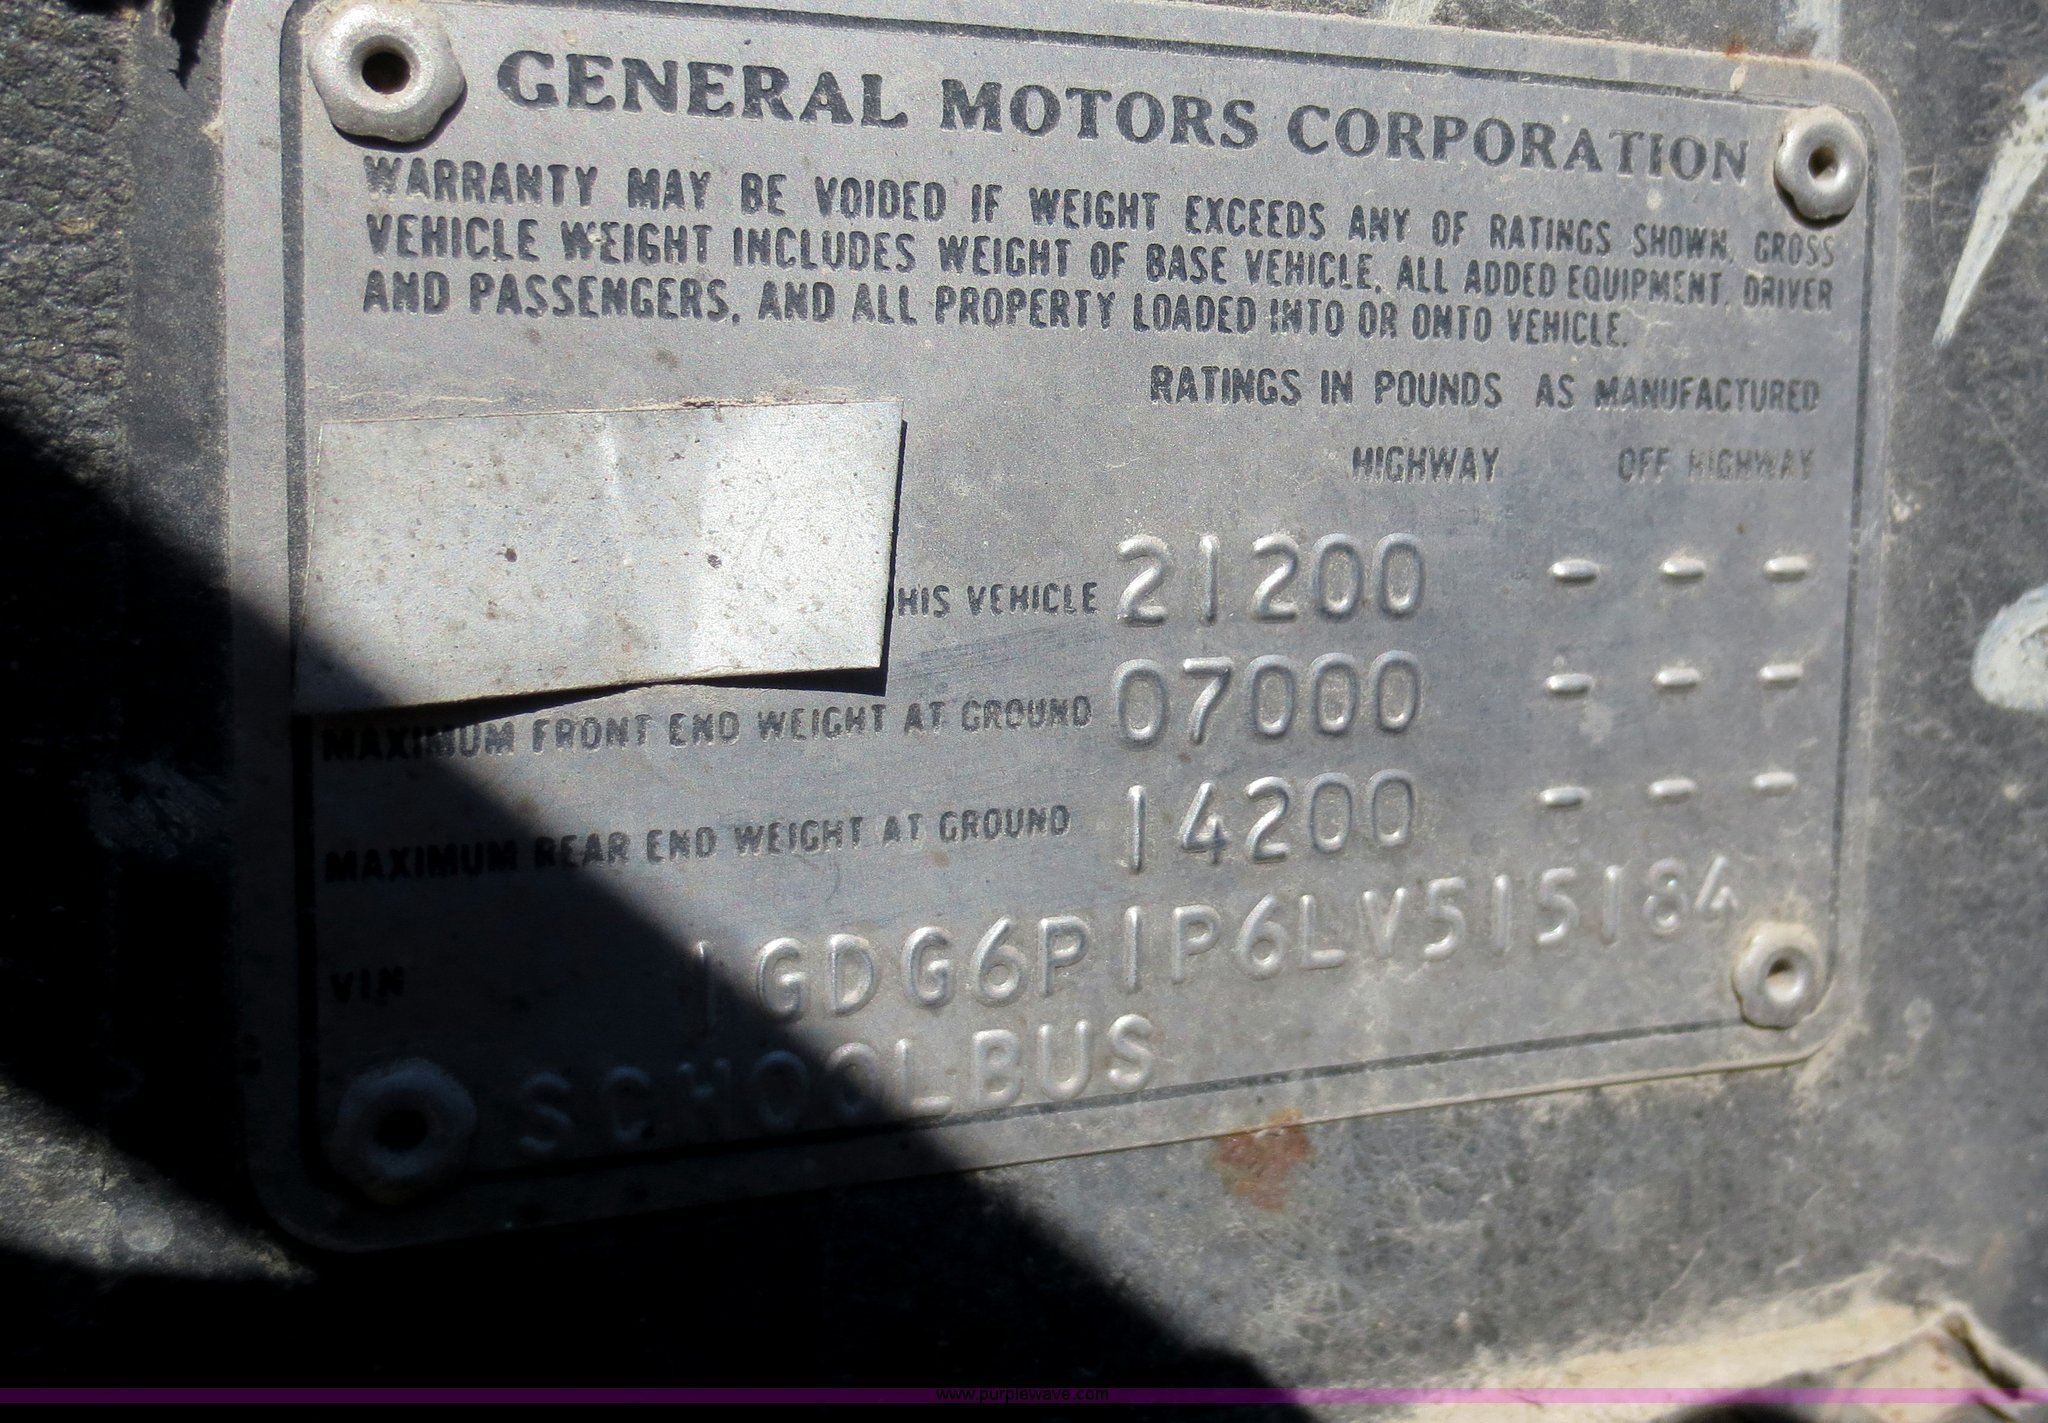 GENERAL MOTORS CORPORATION
WARRANTY MAY BE VOIDED IF WEIGHT EXCEEDS ANY OF RATINGS SHOWN. GROSS
VEHICLE WEIGHT INCLUDES WEIGHT OF BASE VEHICLE, ALL ADDED EQUIPMENT, DRIVER
AND PASSENGERS, AND ALL PROPERTY LOADED INTO OR ONTO VEHICLE.
RATINGS IN POUNDS AS MANUFACTURED
HIGHWAY OFF HIGHWAY
HIS VEHICLE 21200 - - -
MAXIMUM FRONT END WEIGHT AT GROUND 07000 - - -
MAXIMUM REAR END WEIGHT AT GROUND 14200 - - -
VIN 1GDG6P1P6LV515184
SCHOOLBUS
www.purplewave.com